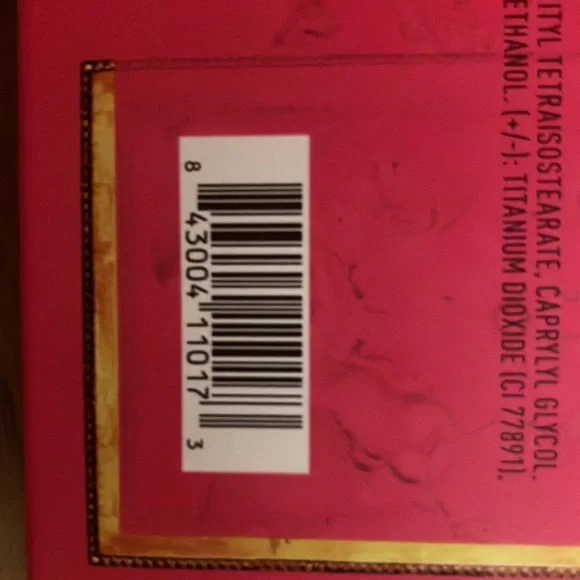 ITYL TETRAISOSTEARATE, CAPRYLYL GLYCOL.
ETHANOL. (+/-): TITANIUM DIOXIDE (CI 77891).
8 43004 11017 3